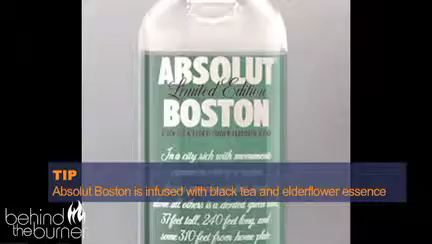 ABSOLUT
Limited Edition
BOSTON
In a city rich with monuments
TIP
Absolut Boston is infused with black tea and elderflower essence
above all others is a dented green
37 feet tall, 240 feet long, and
some 310 feet from home plate.
behind
the burner